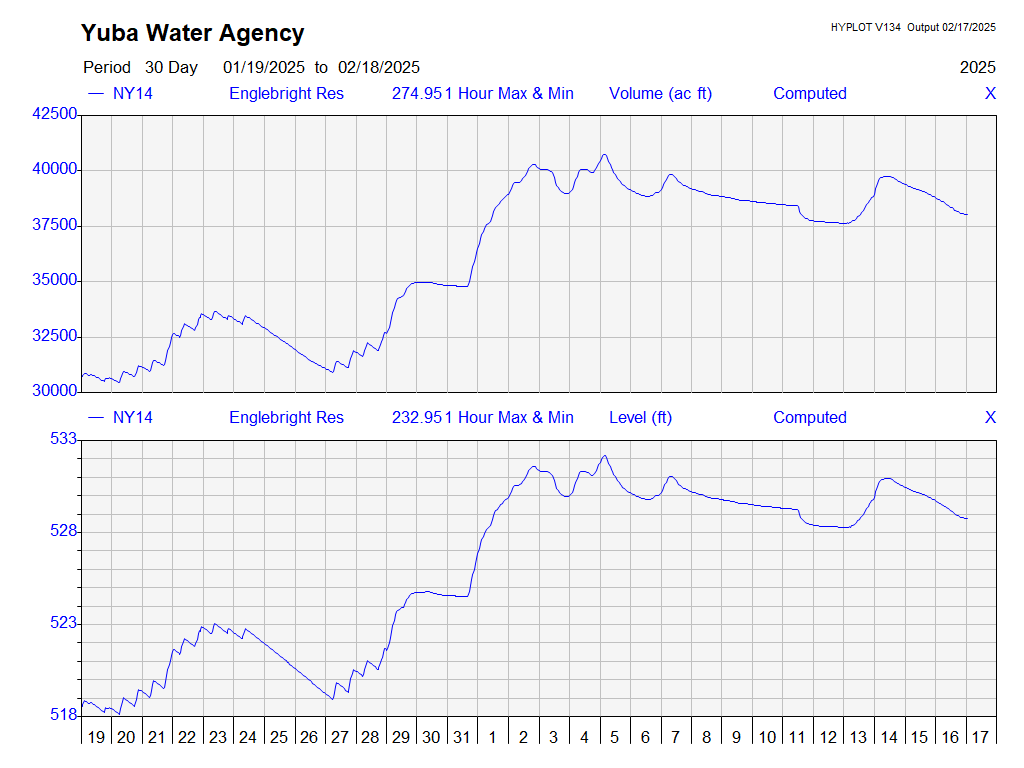 Yuba Water Agency
HYPLOT V134 Output 02/17/2025
Period 30 Day 01/19/2025 to 02/18/2025 2025
NY14 Englebright Res 274.951 Hour Max & Min Volume (ac ft) Computed X
42500
40000
37500
35000
32500
30000
NY14 Englebright Res 232.951 Hour Max & Min Level (ft) Computed X
533
528
523
518
19 20 21 22 23 24 25 26 27 28 29 30 31 1 2 3 4 5 6 7 8 9 10 11 12 13 14 15 16 17